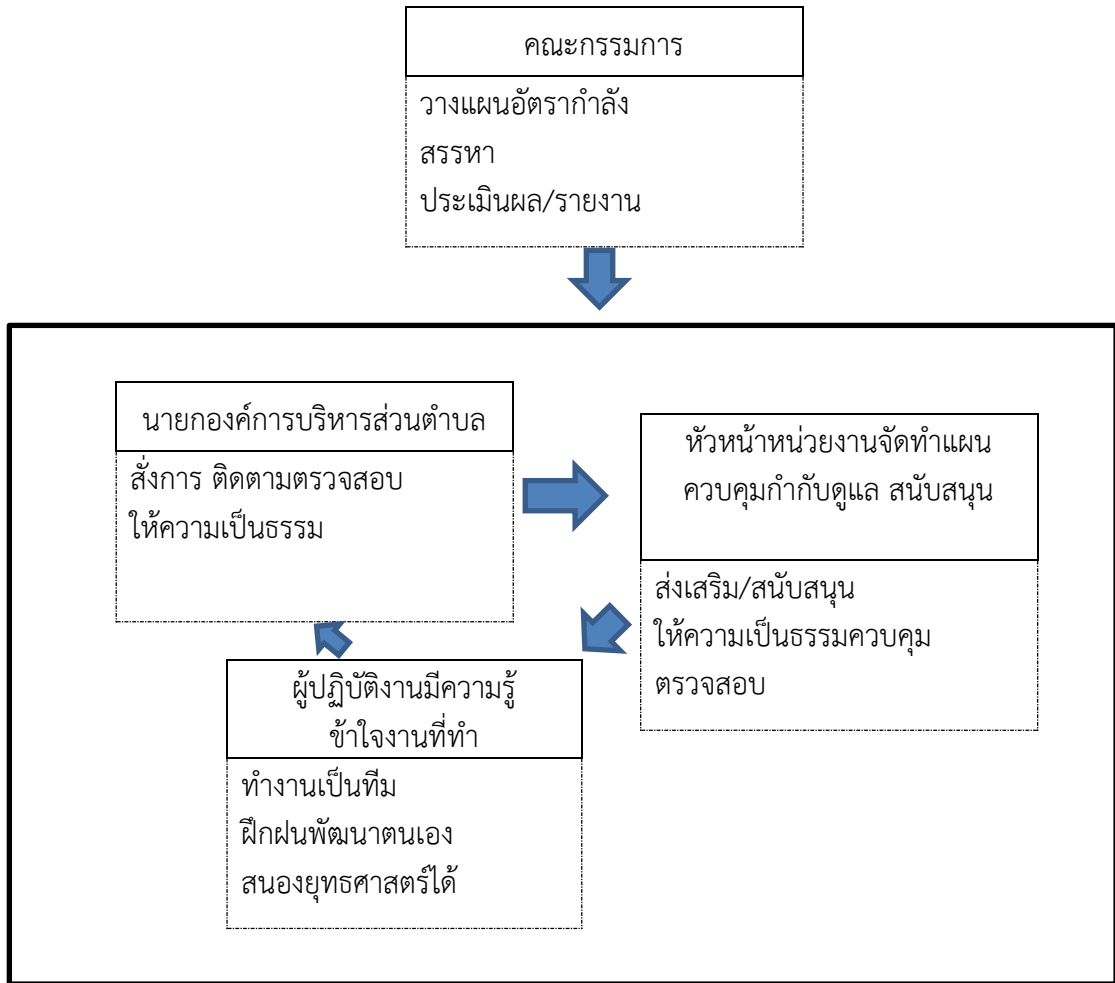 คณะกรรมการ
วางแผนอัตรากำลัง
สรรหา
ประเมินผล/รายงาน
นายกองค์การบริหารส่วนตำบล
สั่งการ ติดตามตรวจสอบ
ให้ความเป็นธรรม
หัวหน้าหน่วยงานจัดทำแผน
ควบคุมกำกับดูแล สนับสนุน
ส่งเสริม/สนับสนุน
ให้ความเป็นธรรมควบคุม
ตรวจสอบ
ผู้ปฏิบัติงานมีความรู้
ข้าใจงานที่ทำ
ทำงานเป็นทีม
ฝึกฝนพัฒนาตนเอง
สนองยุทธศาสตร์ได้